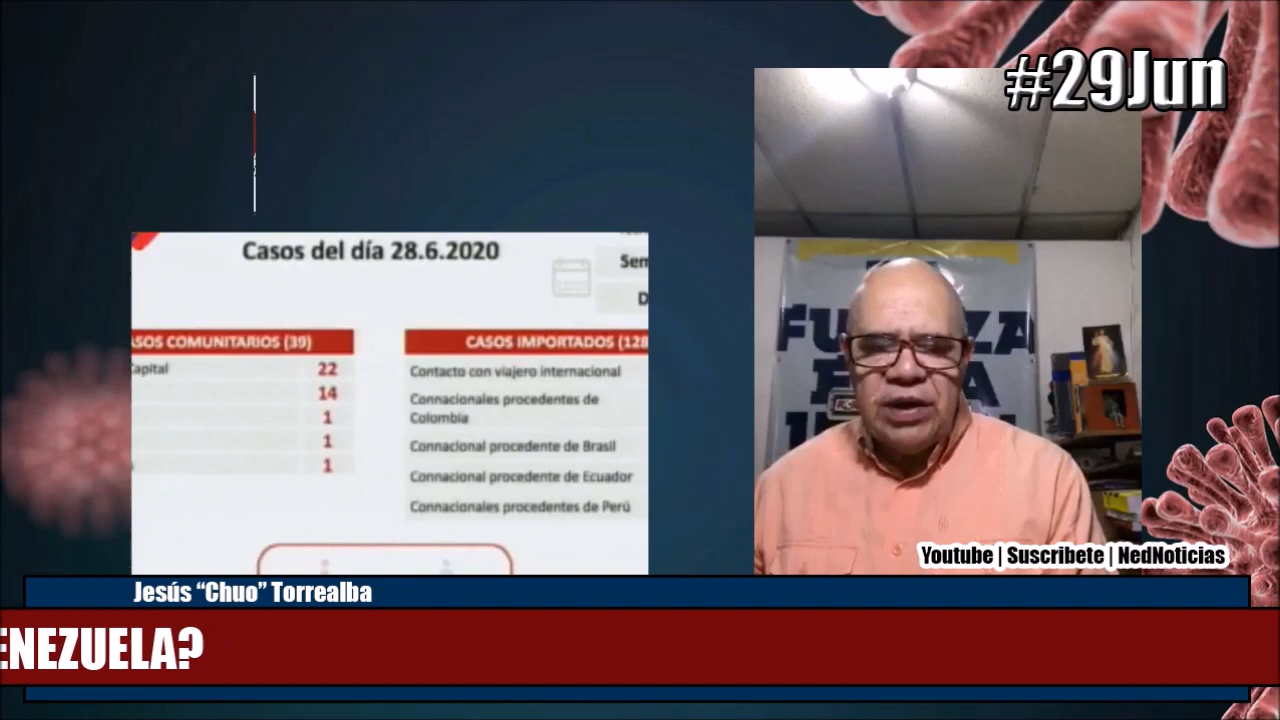 #29Jun
Casos del día 28.6.2020
CASOS COMUNITARIOS (39)
CASOS IMPORTADOS (128
Capital
22
14
1
1
1
Contacto con viajero internacional
Connacionales procedentes de
Colombia
Connacional procedente de Brasil
Connacional procedente de Ecuador
Connacionales procedentes de Perú
FUERZA
Youtube | Suscribete | NedNoticias
Jesús “Chuo” Torrealba
ENEZUELA?